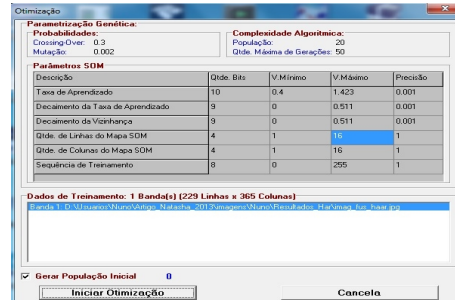 Otimização
Parametrização Genética:
Probabilidades:
Crossing-Over: 0.3
Mutação: 0.002
Complexidade Algoritmica:
População: 20
Qtde. Máxima de Gerações: 50
Parâmetros SOM
Descrição Qtde. Bits V.Mínimo V.Máximo Precisão
Taxa de Aprendizado 10 0.4 1.423 0.001
Decaimento da Taxa de Aprendizado 9 0 0.511 0.001
Decaimento da Vizinhança 9 0 0.511 0.001
Qtde. de Linhas do Mapa SOM 4 1 16 1
Qtde. de Colunas do Mapa SOM 4 1 16 1
Sequência de Treinamento 8 0 255 1
Dados de Treinamento: 1 Banda(s) (229 Linhas x 365 Colunas)
Banda 1: D:\Usuarios\Nuno\Artigo_Natasha_2013\imagens\Nuno\Resultados_Har\imag_fus_haar.jpg
Gerar População Inicial 0
Iniciar Otimização Cancela